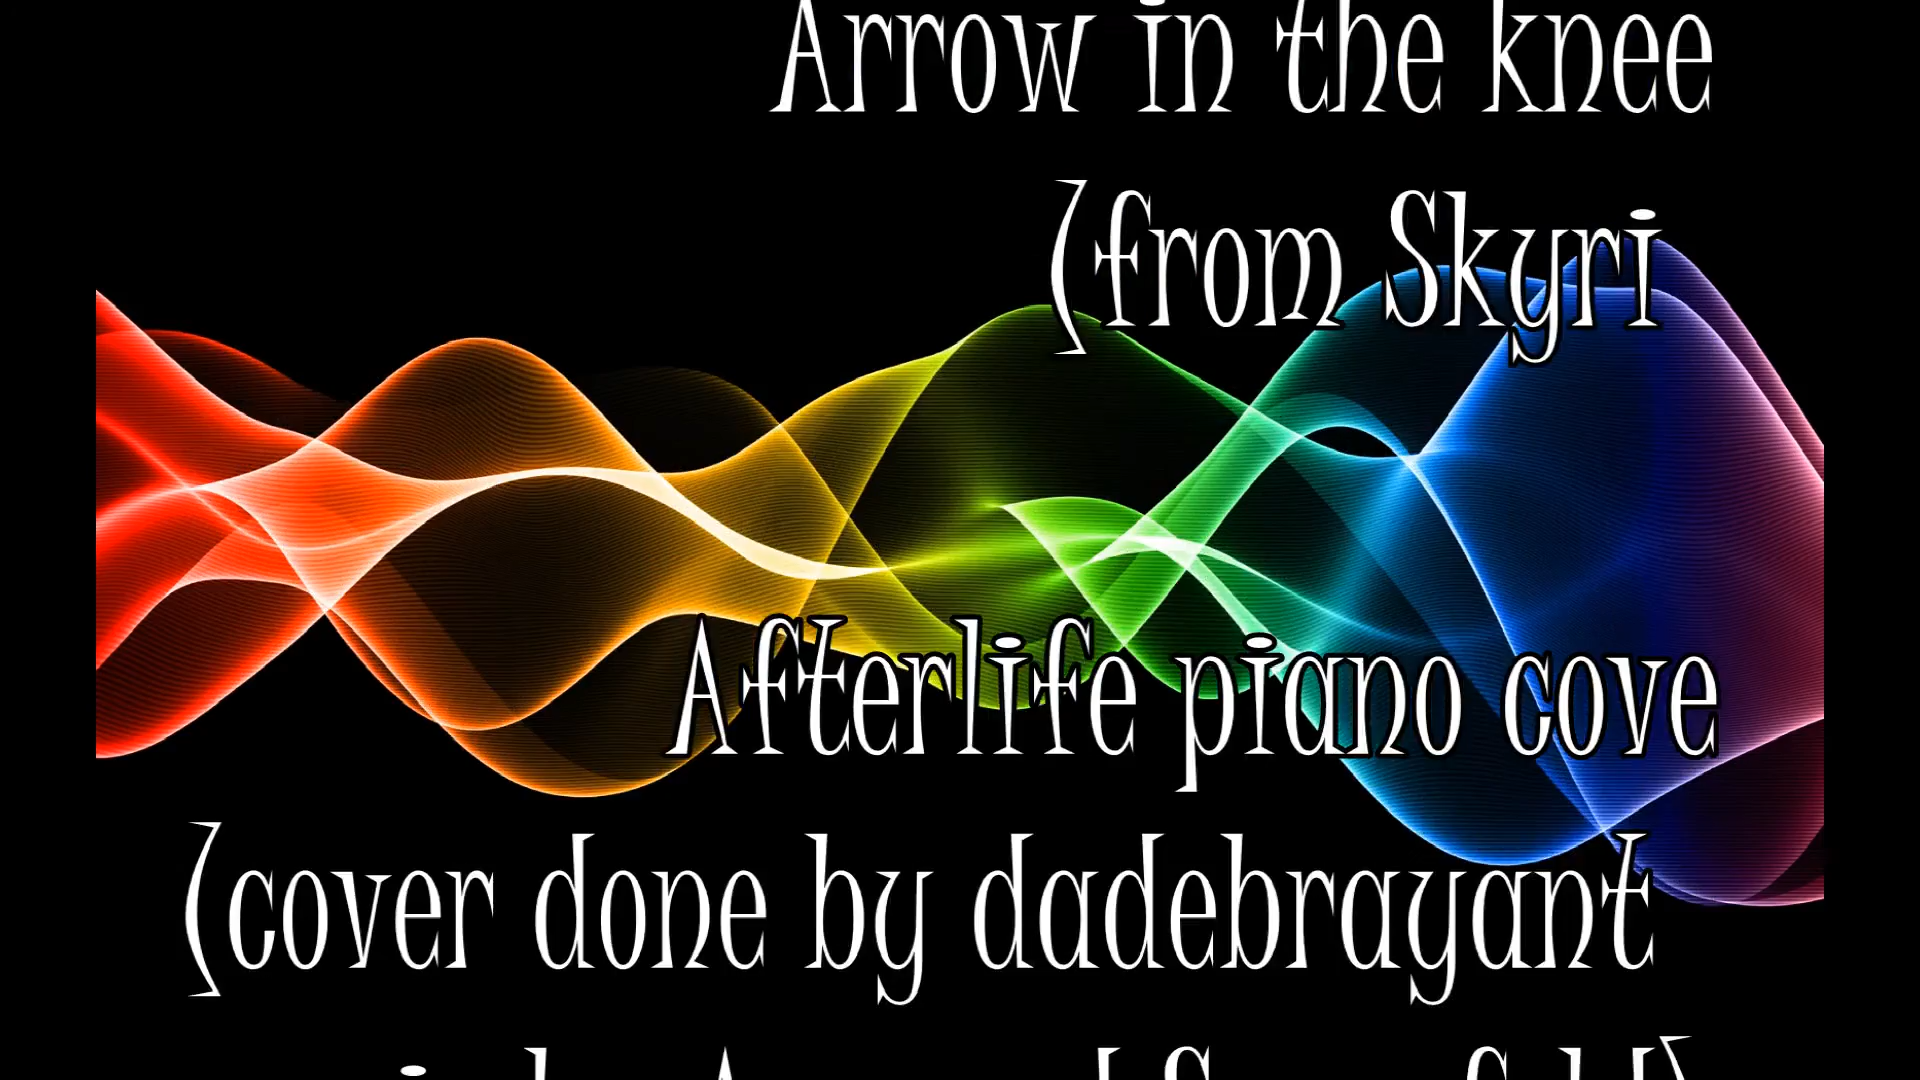 Arrow in the knee
(from Skyri
Afterlife piano cove
(cover done by dadebrayant